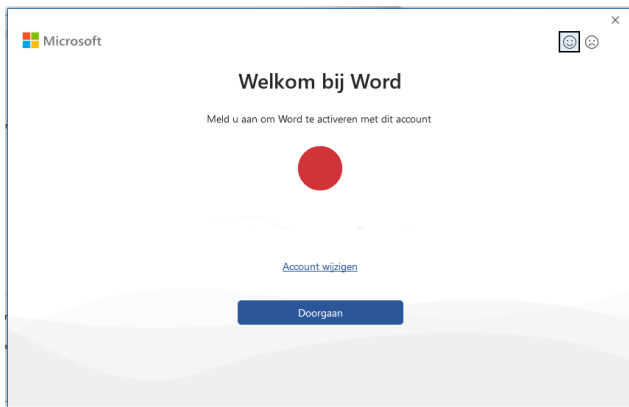 Microsoft
Welkom bij Word
Meld u aan om Word te activeren met dit account
Account wijzigen
Doorgaan